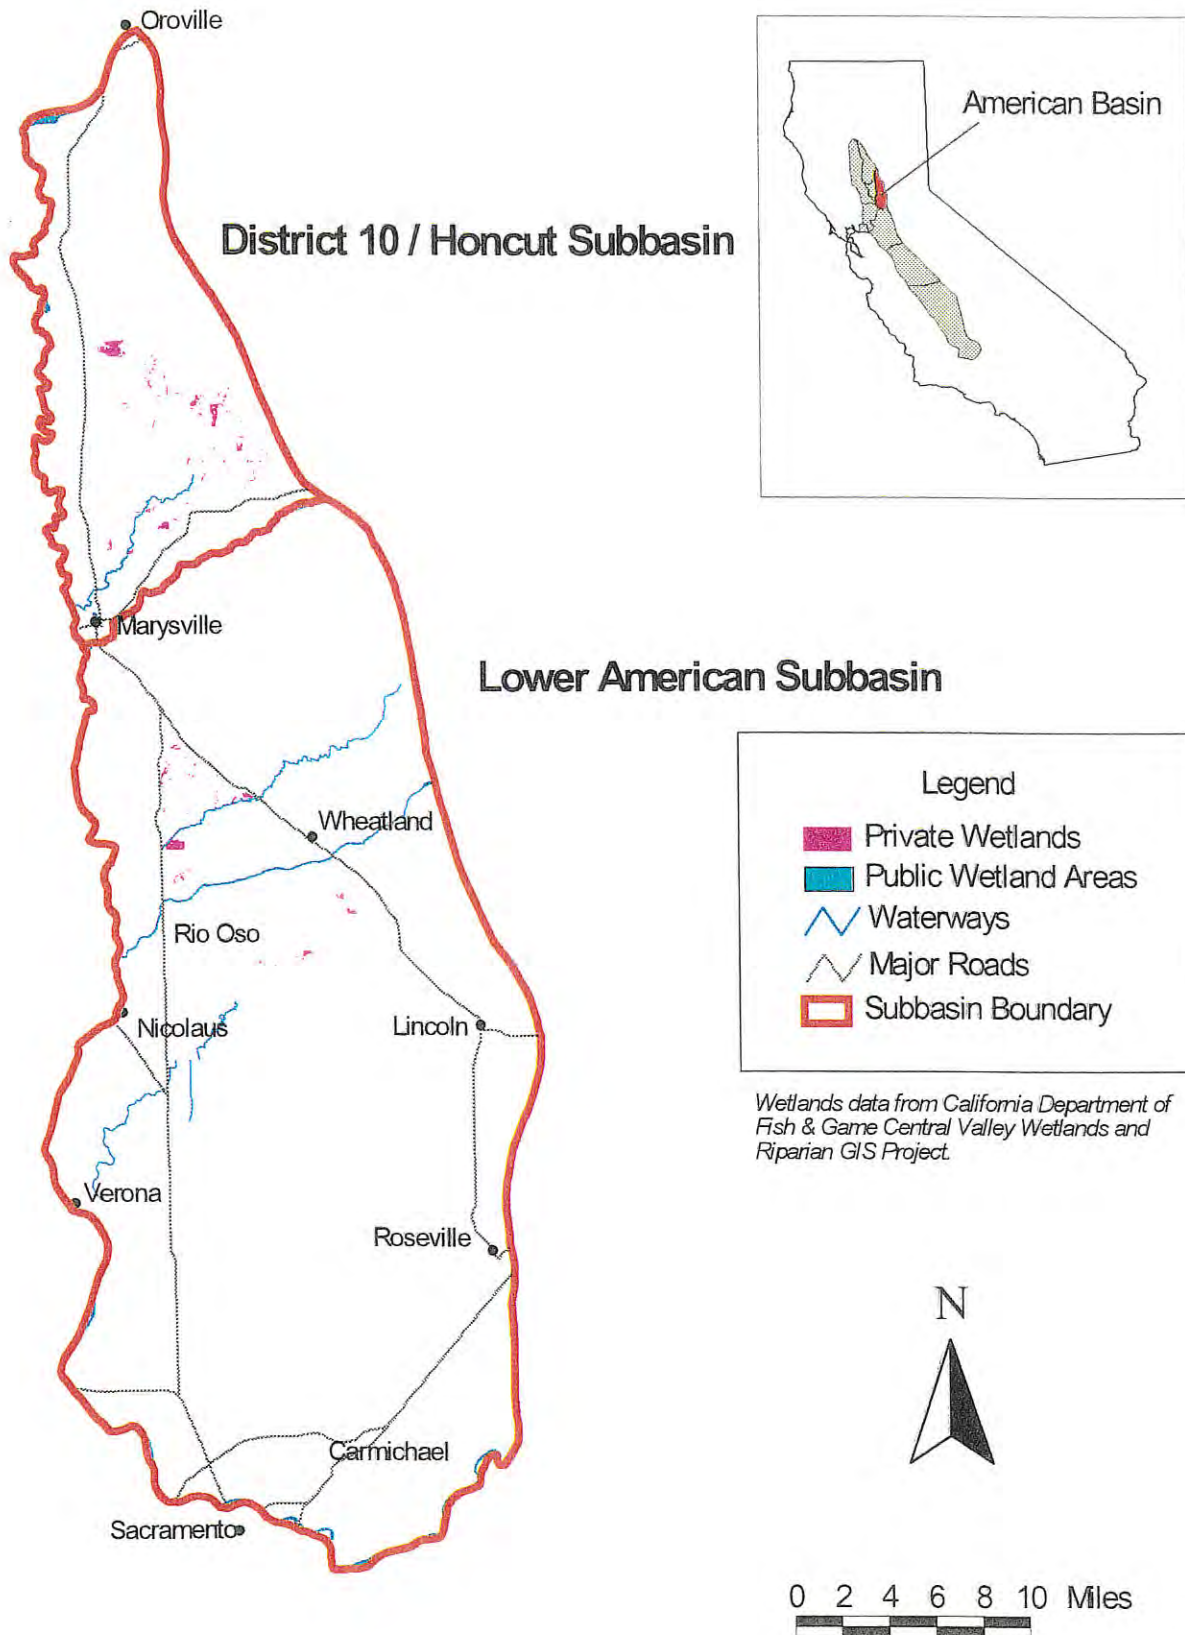 Oroville
American Basin
District 10 / Honcut Subbasin
Marysville
Lower American Subbasin
Legend
Private Wetlands
Public Wetland Areas
Waterways
Major Roads
Subbasin Boundary
Wheatland
Rio Oso
Nicolaus
Lincoln
Wetlands data from California Department of
Fish & Game Central Valley Wetlands and
Riparian GIS Project.
Verona
Roseville
N
Carmichael
Sacramento
0 2 4 6 8 10 Miles